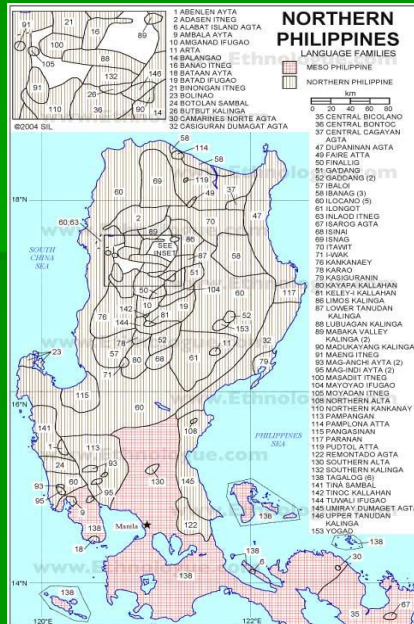 NORTHERN
PHILIPPINES
LANGUAGE FAMILIES
MESO PHILIPPINE
NORTHERN PHILIPPINE
km
0 20 40 60 80
1 ABENLEN AYTA
2 ADASEN ITNEG
6 ALABAT ISLAND AGTA
9 AMBALA AYTA
10 AMGANAD IFUGAO
11 ARTA
14 BALANGAO
16 BANAO ITNEG
18 BATAAN AYTA
19 BATAD IFUGAO
21 BINONGAN ITNEG
23 BOLINAO
24 BOTOLAN SAMBAL
26 BUTBUT KALINGA
30 CAMARINES NORTE AGTA
32 CASIGURAN DUMAGAT AGTA
35 CENTRAL BICOLANO
36 CENTRAL BONTOC
37 CENTRAL CAGAYAN
AGTA
47 DUPANINAN AGTA
49 FAIRE ATTA
50 FINALLIG
51 GA'DANG
52 GADDANG (2)
57 IBALOI
58 IBANAG (3)
60 ILOCANO (5)
61 ILONGOT
63 INLAOD ITNEG
67 ISAROG AGTA
68 ISINAI
69 ISNAG
70 ITAWIT
71 I-WAK
76 KANKANAEY
78 KARAO
79 KASIGURANIN
80 KAYAPA KALLAHAN
81 KELEY-I KALLAHAN
86 LIMOS KALINGA
87 LOWER TANUDAN
KALINGA
88 LUBUAGAN KALINGA
89 MABAKA VALLEY
KALINGA (2)
90 MADUKAYANG KALINGA
91 MAENG ITNEG
93 MAG-ANCHI AYTA (2)
95 MAG-INDI AYTA (2)
100 MASADIIT ITNEG
104 MAYOYAO IFUGAO
105 MOYADAN ITNEG
108 NORTHERN ALTA
110 NORTHERN KANKANAY
113 PAMPANGAN
114 PAMPLONA ATTA
115 PANGASINAN
117 PARANAN
119 PUDTOL ATTA
122 REMONTADO AGTA
130 SOUTHERN ALTA
132 SOUTHERN KALINGA
138 TAGALOG (6)
141 TINA SAMBAL
142 TINOC KALLAHAN
144 TUWALI IFUGAO
145 UMIRAY DUMAGET AGTA
146 UPPER TANUDAN
KALINGA
153 YOGAD
©2004 SIL
SEE
INSET
SOUTH
CHINA
SEA
PHILIPPINES
SEA
Manila
18°N
16°N
14°N
120°E
122°E
www.Ethnologue.com